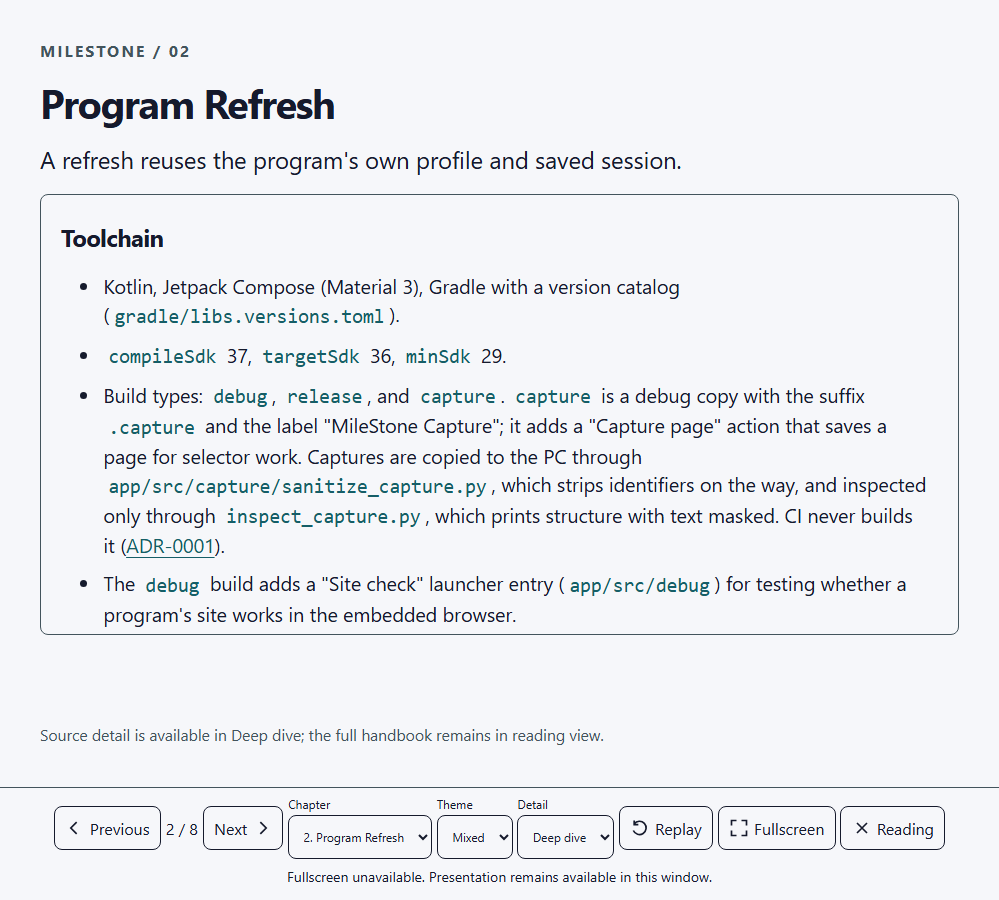 MILESTONE / 02
Program Refresh
A refresh reuses the program's own profile and saved session.
Toolchain
• Kotlin, Jetpack Compose (Material 3), Gradle with a version catalog
(gradle/libs.versions.toml).
• compileSdk 37, targetSdk 36, minSdk 29.
• Build types: debug, release, and capture. capture is a debug copy with the suffix
.capture and the label "MileStone Capture"; it adds a "Capture page" action that saves a
page for selector work. Captures are copied to the PC through
app/src/capture/sanitize_capture.py, which strips identifiers on the way, and inspected
only through inspect_capture.py, which prints structure with text masked. CI never builds
it (ADR-0001).
• The debug build adds a "Site check" launcher entry (app/src/debug) for testing whether a
program's site works in the embedded browser.
Source detail is available in Deep dive; the full handbook remains in reading view.
Chapter Theme Detail
Previous 2 / 8 Next 2. Program Refresh Mixed Deep dive Replay Fullscreen Reading
Fullscreen unavailable. Presentation remains available in this window.